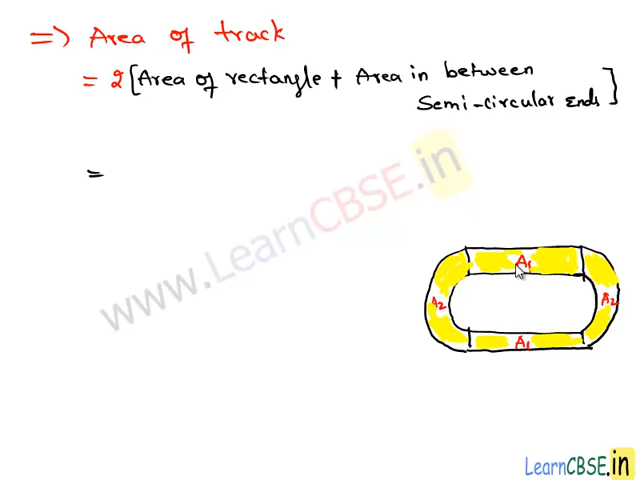 ⇒ Area of track
= 2 [Area of rectangle + Area in between
Semi-circular ends]
=
www.LearnCBSE.in
A1
A2
A2
A1
LearnCBSE.in